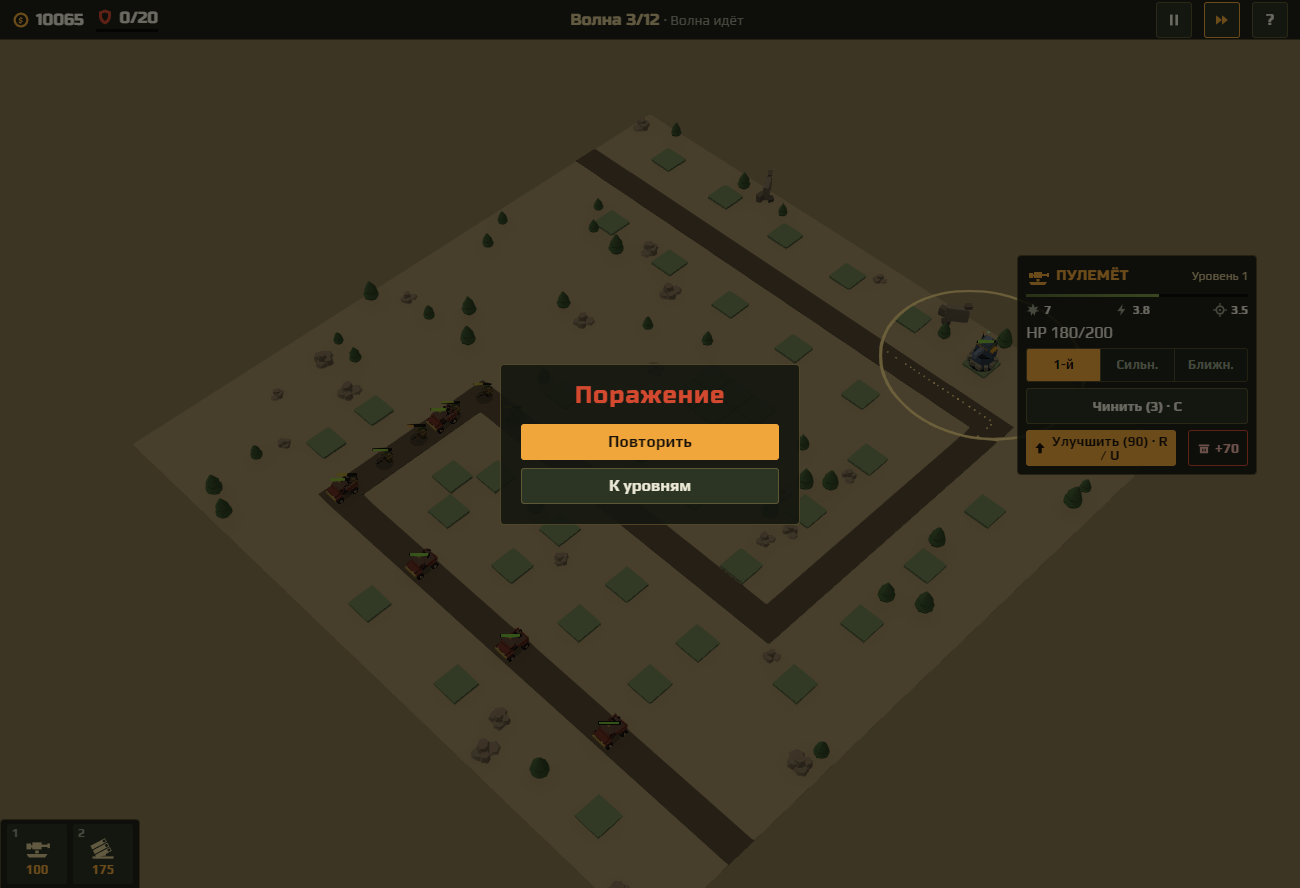 10065 0/20 Волна 3/12 · Волна идёт ?
ПУЛЕМЁТ Уровень 1
7 3.8 3.5
HP 180/200
1-й Сильн. Ближн.
Чинить (3) · C
Улучшить (90) · R
/ U
+70
Поражение
Повторить
К уровням
1 2
100 175